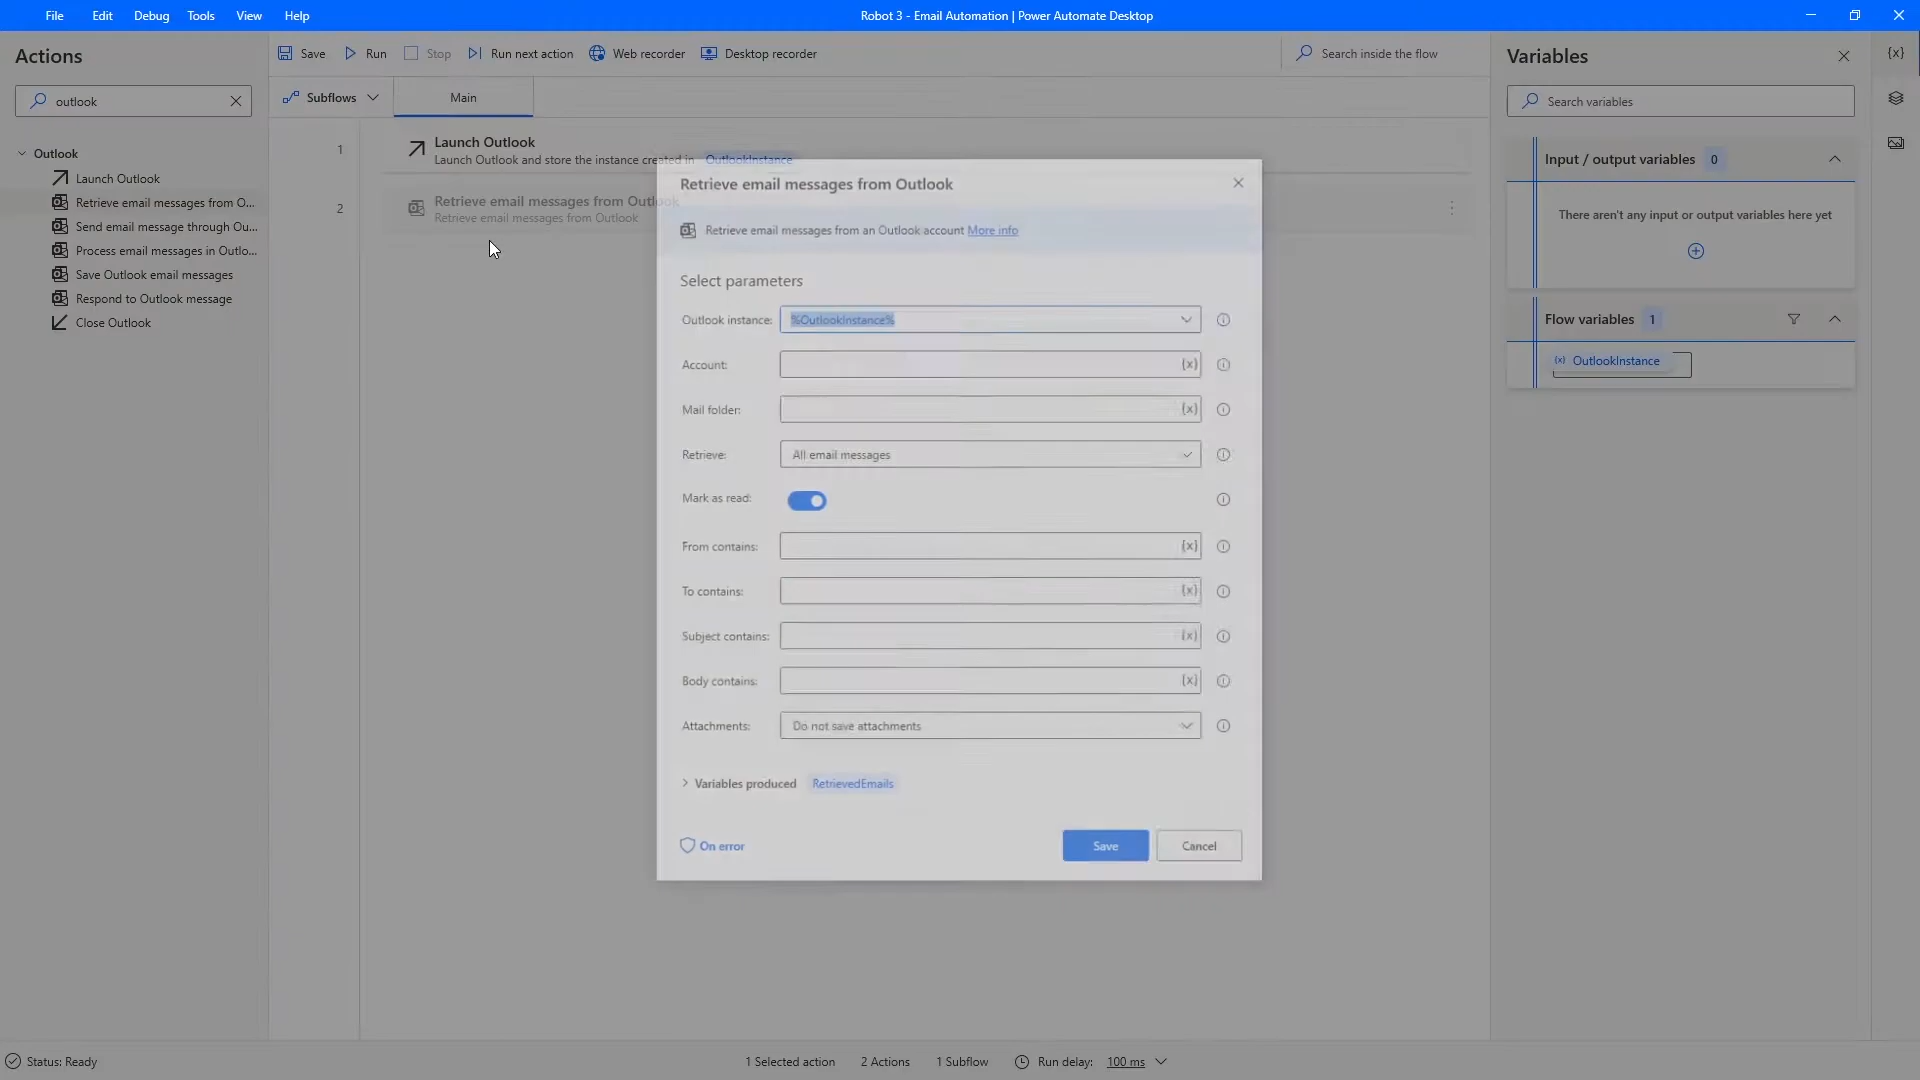 File Edit Debug Tools View Help
Robot 3 - Email Automation | Power Automate Desktop
Actions
outlook
Outlook
Launch Outlook
Retrieve email messages from O...
Send email message through Ou...
Process email messages in Outlo...
Save Outlook email messages
Respond to Outlook message
Close Outlook
Save Run Stop Run next action Web recorder Desktop recorder
Search inside the flow
Subflows Main
1
Launch Outlook
Launch Outlook and store the instance created in OutlookInstance
2
Retrieve email messages from Outlook
Retrieve email messages from Outlook
Retrieve email messages from Outlook
Retrieve email messages from an Outlook account More info
Select parameters
Outlook instance: %OutlookInstance%
Account: {x}
Mail folder: {x}
Retrieve: All email messages
Mark as read:
From contains: {x}
To contains: {x}
Subject contains: {x}
Body contains: {x}
Attachments: Do not save attachments
Variables produced RetrievedEmails
On error
Save Cancel
Variables
{x}
Search variables
Input / output variables 0
There aren't any input or output variables here yet
Flow variables 1
(x) OutlookInstance
Status: Ready
1 Selected action 2 Actions 1 Subflow Run delay: 100 ms